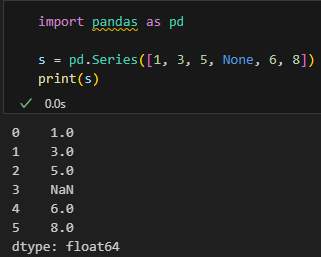 import pandas as pd
s = pd.Series([1, 3, 5, None, 6, 8])
print(s)
0.0s
0    1.0
1    3.0
2    5.0
3    NaN
4    6.0
5    8.0
dtype: float64